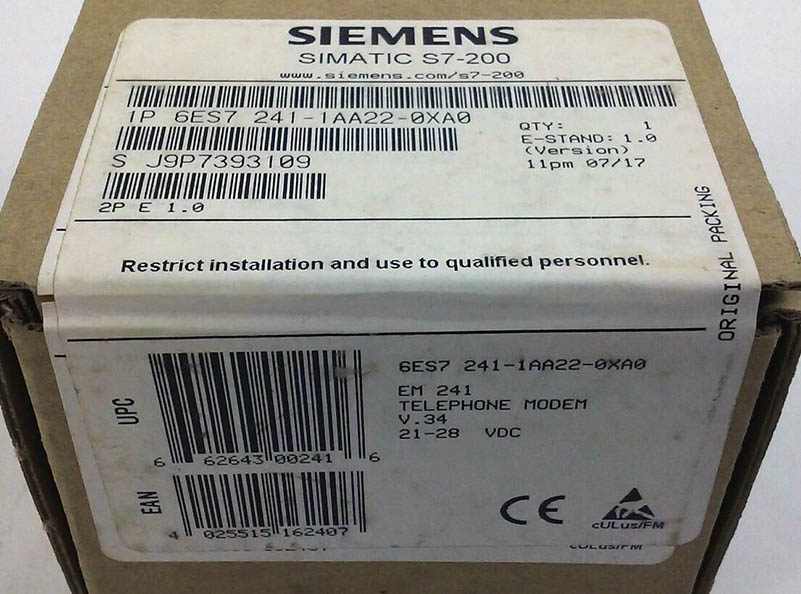 SIEMENS
SIMATIC S7-200
www.siemens.com/s7-200
1P 6ES7 241-1AA22-0XA0
QTY: 1
E-STAND: 1.0
(Version)
11pm 07/17
S J9P7393109
2P E 1.0
Restrict installation and use to qualified personnel.
ORIGINAL PACKING
6ES7 241-1AA22-0XA0
EM 241
TELEPHONE MODEM
V.34
21-28 VDC
UPC
6 62643 00241 6
EAN
4 025515 162407
CE
cULus/FM
cULus/FM